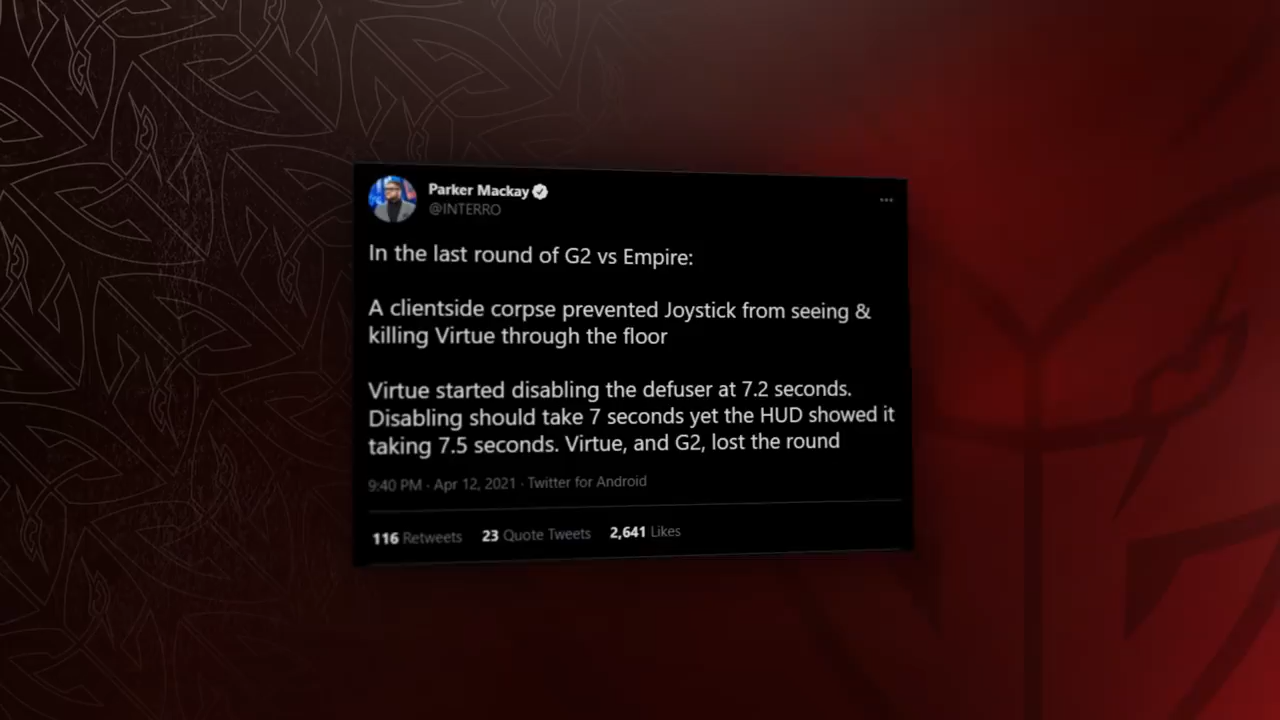 Parker Mackay
@INTERRO
In the last round of G2 vs Empire:
A clientside corpse prevented Joystick from seeing &
killing Virtue through the floor
Virtue started disabling the defuser at 7.2 seconds.
Disabling should take 7 seconds yet the HUD showed it
taking 7.5 seconds. Virtue, and G2, lost the round
9:40 PM · Apr 12, 2021 · Twitter for Android
116 Retweets 23 Quote Tweets 2,641 Likes